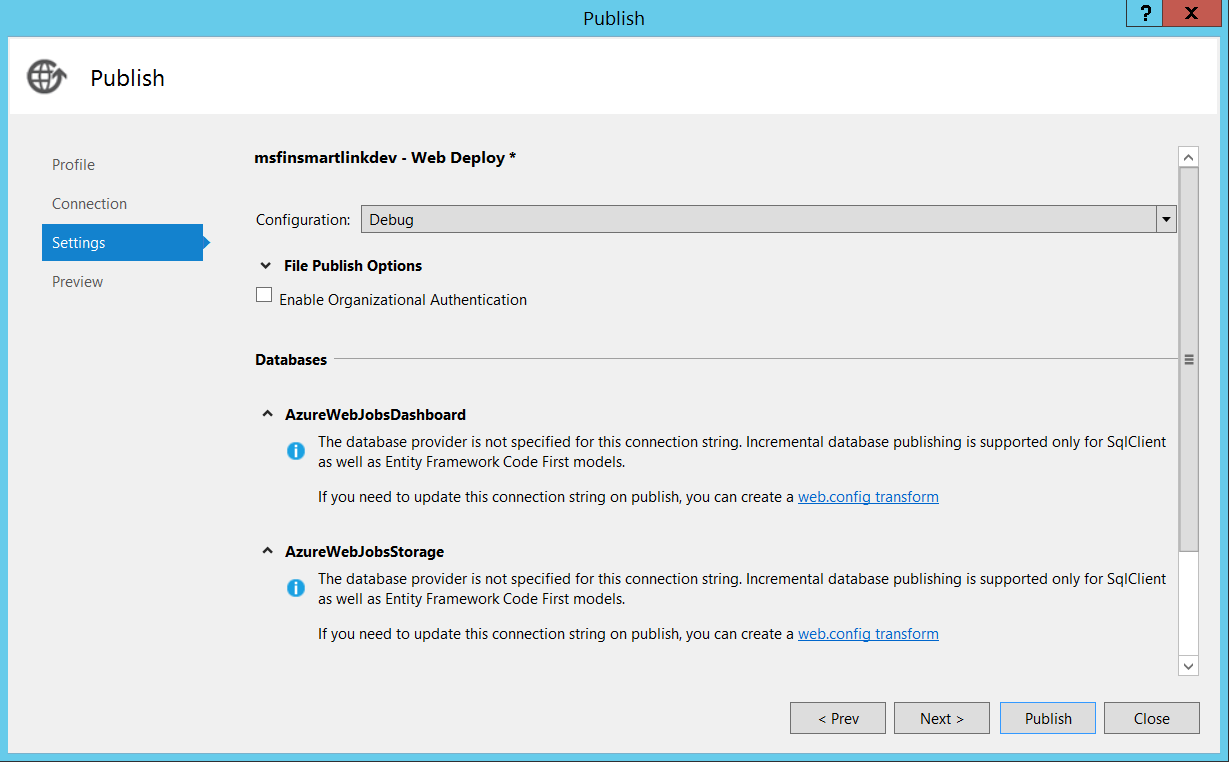 Publish
?
X
Publish
Profile
Connection
Settings
Preview
msfinsmartlinkdev - Web Deploy *
Configuration: Debug
File Publish Options
Enable Organizational Authentication
Databases
AzureWebJobsDashboard
The database provider is not specified for this connection string. Incremental database publishing is supported only for SqlClient
as well as Entity Framework Code First models.
If you need to update this connection string on publish, you can create a web.config transform
AzureWebJobsStorage
The database provider is not specified for this connection string. Incremental database publishing is supported only for SqlClient
as well as Entity Framework Code First models.
If you need to update this connection string on publish, you can create a web.config transform
< Prev
Next >
Publish
Close